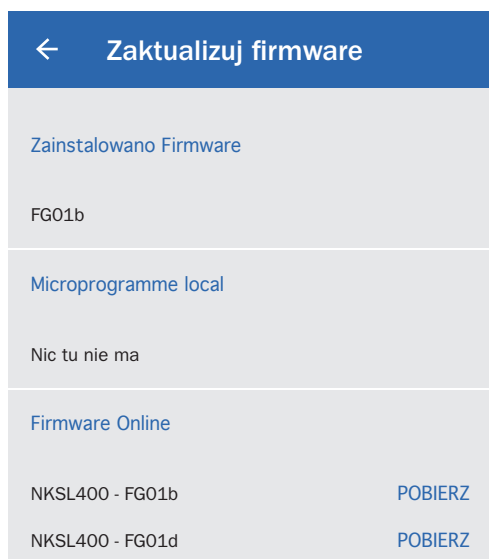 Zaktualizuj firmware
Zainstalowano Firmware
FG01b
Microprogramme local
Nic tu nie ma
Firmware Online
NKSL400 - FG01b POBIERZ
NKSL400 - FG01d POBIERZ